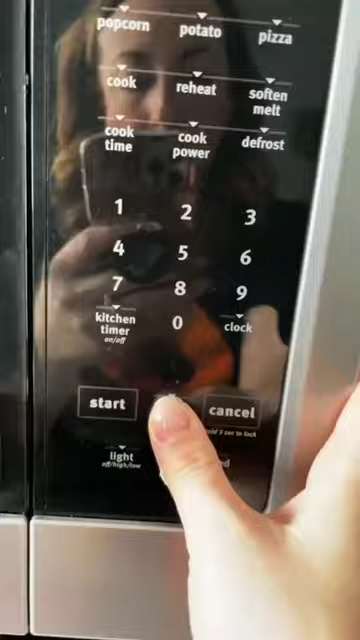 popcorn potato pizza
cook reheat soften melt
cook time cook power defrost
1 2 3
4 5 6
7 8 9
kitchen timer on/off 0 clock
start cancel
light off/high/low